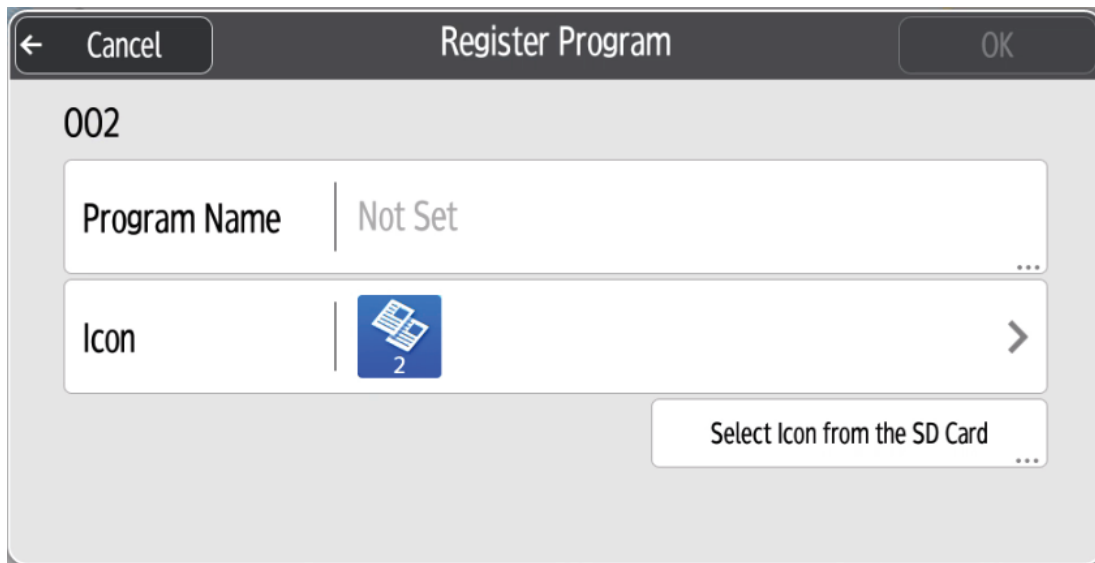 ← Cancel Register Program OK
002
Program Name Not Set
...
Icon 2 >
Select Icon from the SD Card
...